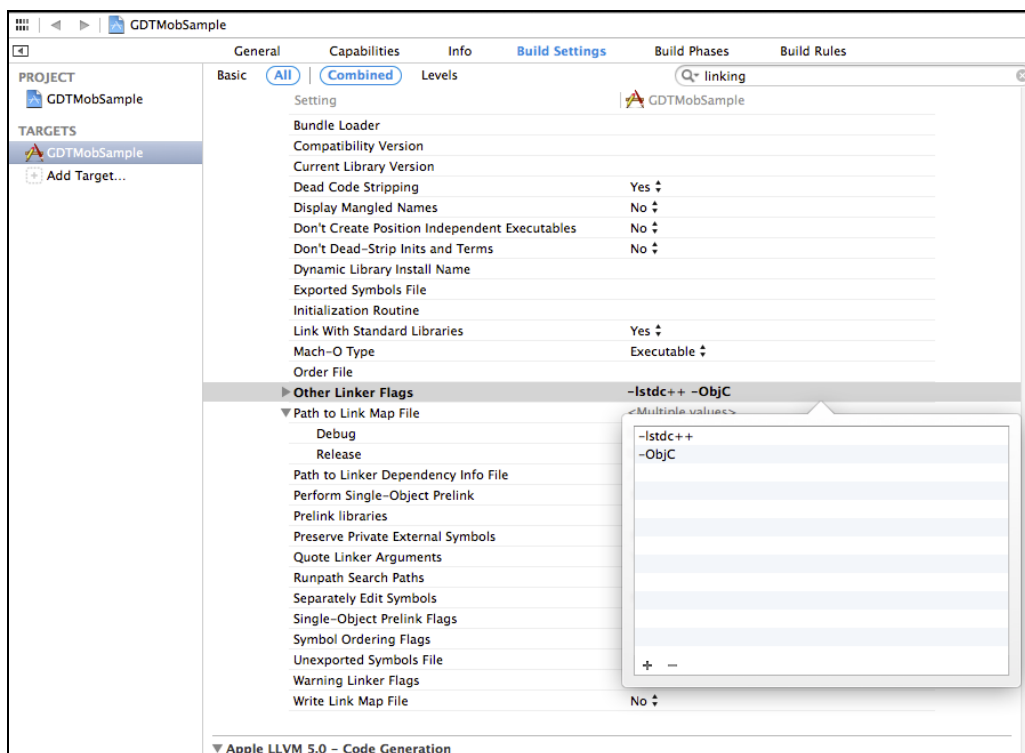 GDTMobSample
General Capabilities Info Build Settings Build Phases Build Rules
PROJECT
GDTMobSample
TARGETS
GDTMobSample
Add Target...
Basic All Combined Levels linking
Setting GDTMobSample
Bundle Loader
Compatibility Version
Current Library Version
Dead Code Stripping Yes
Display Mangled Names No
Don't Create Position Independent Executables No
Don't Dead-Strip Inits and Terms No
Dynamic Library Install Name
Exported Symbols File
Initialization Routine
Link With Standard Libraries Yes
Mach-O Type Executable
Order File
Other Linker Flags -lstdc++ -ObjC
Path to Link Map File <Multiple values>
Debug
Release
Path to Linker Dependency Info File
Perform Single-Object Prelink
Prelink libraries
Preserve Private External Symbols
Quote Linker Arguments
Runpath Search Paths
Separately Edit Symbols
Single-Object Prelink Flags
Symbol Ordering Flags
Unexported Symbols File
Warning Linker Flags
Write Link Map File No
-lstdc++
-ObjC
Apple LLVM 5.0 - Code Generation